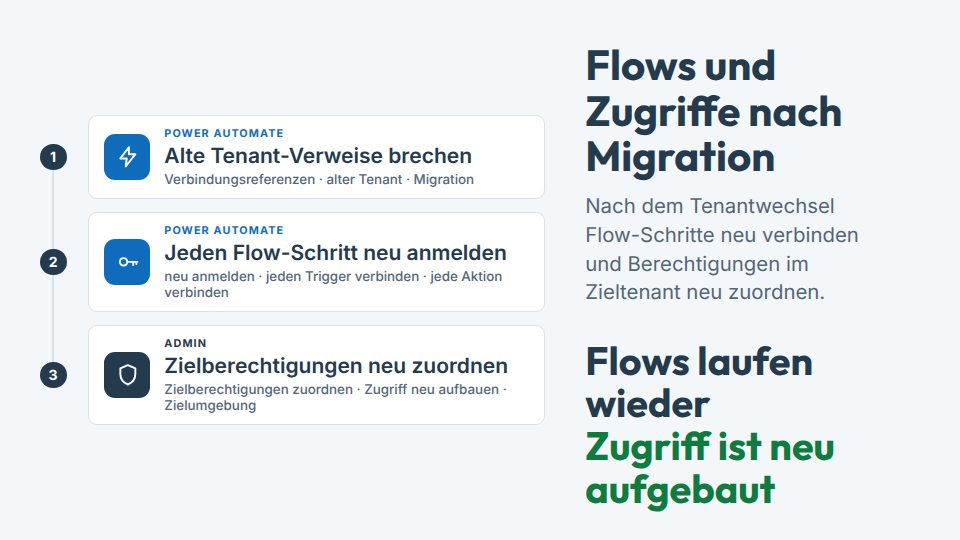 1
POWER AUTOMATE
Alte Tenant-Verweise brechen
Verbindungsreferenzen · alter Tenant · Migration
2
POWER AUTOMATE
Jeden Flow-Schritt neu anmelden
neu anmelden · jeden Trigger verbinden · jede Aktion
verbinden
3
ADMIN
Zielberechtigungen neu zuordnen
Zielberechtigungen zuordnen · Zugriff neu aufbauen ·
Zielumgebung
Flows und
Zugriffe nach
Migration
Nach dem Tenantwechsel
Flow-Schritte neu verbinden
und Berechtigungen im
Zieltenant neu zuordnen.
Flows laufen
wieder
Zugriff ist neu
aufgebaut